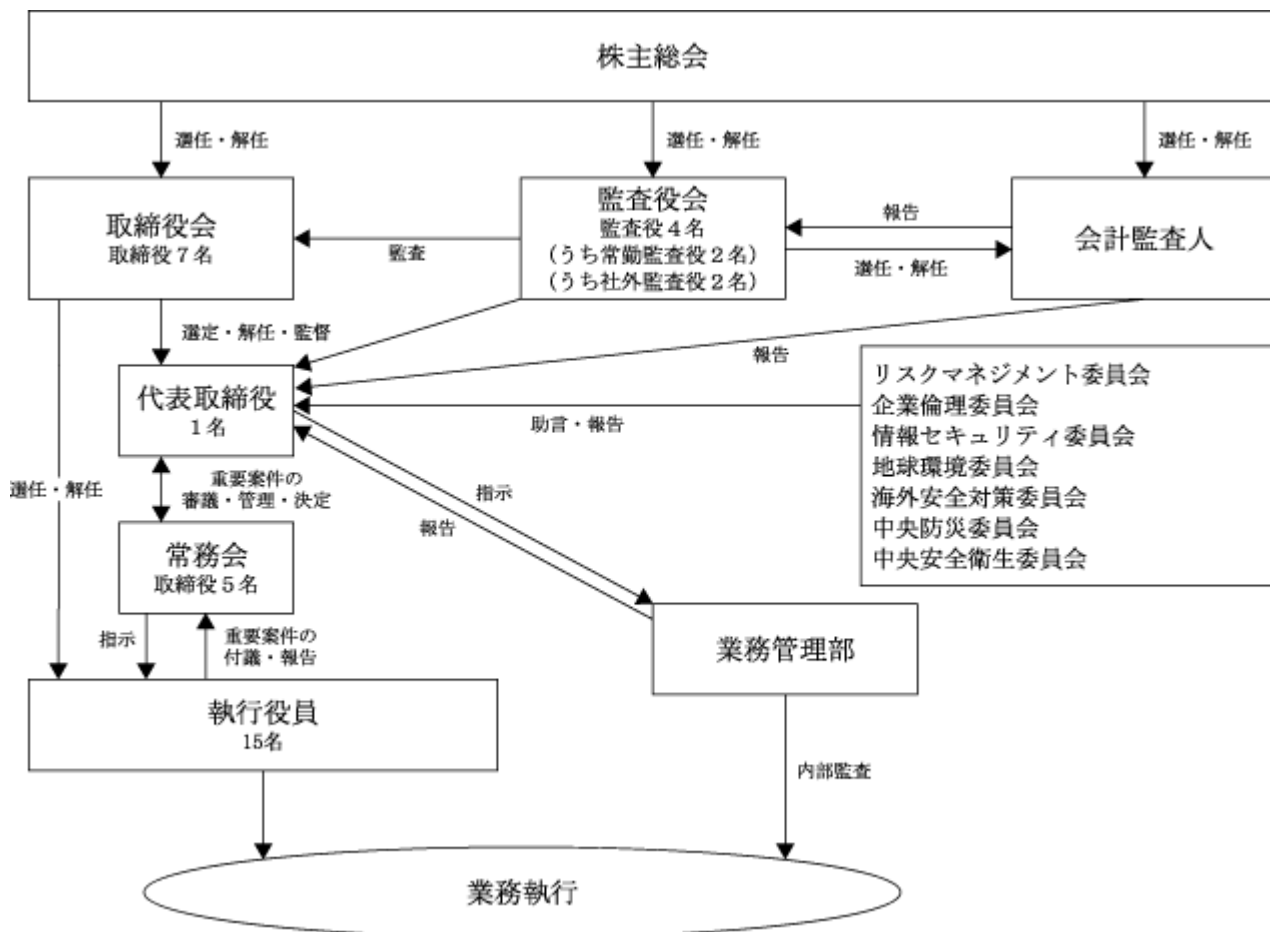 株主総会
選任・解任
選任・解任
選任・解任
取締役会
取締役7名
監査役会
監査役4名
(うち常勤監査役2名)
(うち社外監査役2名)
会計監査人
監査
報告
選任・解任
選定・解任・監督
報告
代表取締役
1名
助言・報告
リスクマネジメント委員会
企業倫理委員会
情報セキュリティ委員会
地球環境委員会
海外安全対策委員会
中央防災委員会
中央安全衛生委員会
選任・解任
重要案件の
審議・管理・決定
指示
報告
常務会
取締役5名
指示
重要案件の
付議・報告
業務管理部
執行役員
15名
内部監査
業務執行